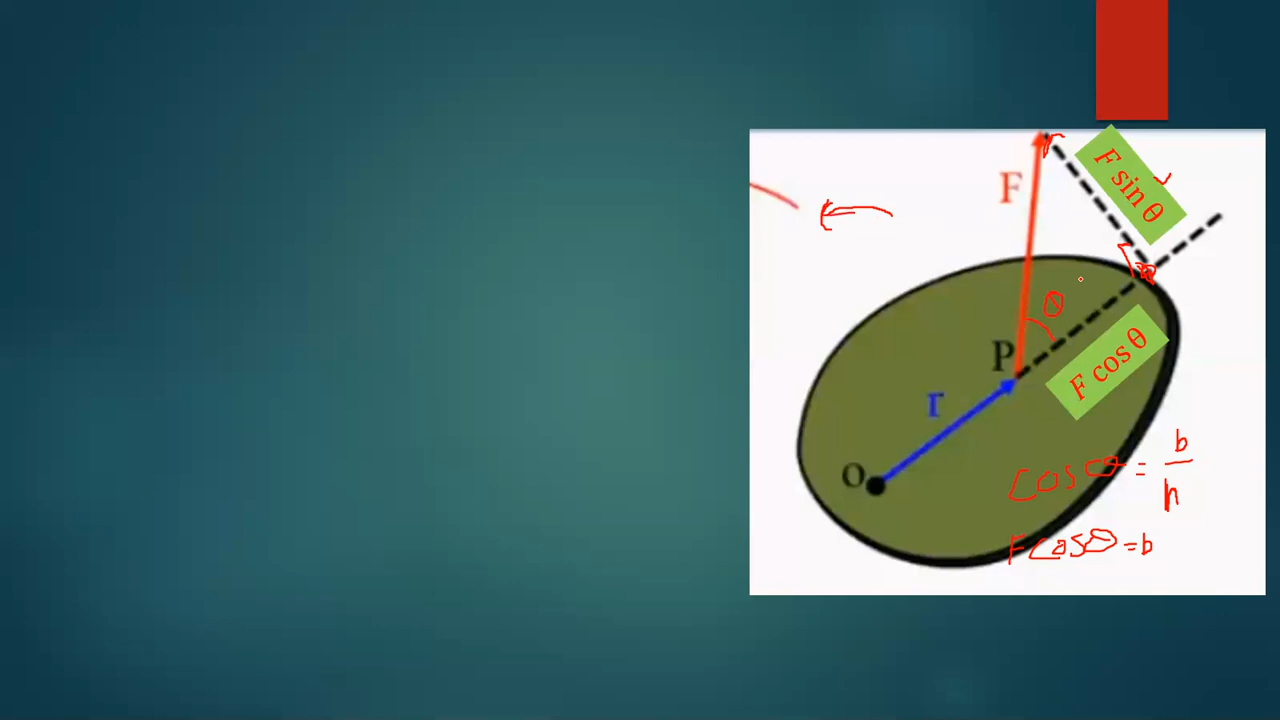 F
F sin θ
θ
P
F cos θ
r
O
Cos θ = b/h
F Cos θ = b